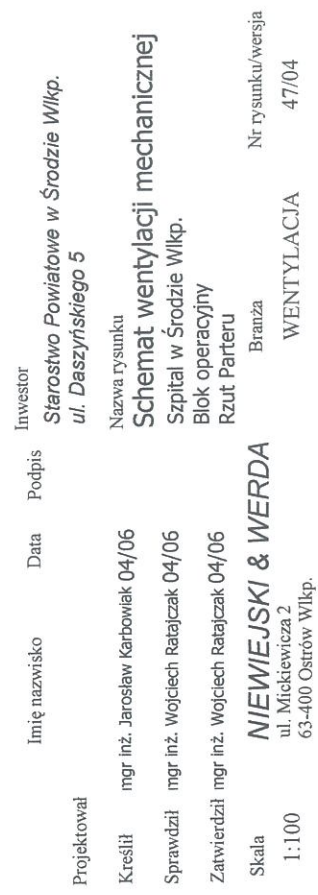 Imię nazwisko Data Podpis
Projektował
Kreślił mgr inż. Jarosław Karbowiak 04/06
Sprawdził mgr inż. Wojciech Ratajczak 04/06
Zatwierdził mgr inż. Wojciech Ratajczak 04/06
Inwestor
Starostwo Powiatowe w Środzie Wlkp.
ul. Daszyńskiego 5
Nazwa rysunku
Schemat wentylacji mechanicznej
Szpital w Środzie Wlkp.
Blok operacyjny
Rzut Parteru
Skala
1:100
NIEWIEJSKI & WERDA
ul. Mickiewicza 2
63-400 Ostrów Wlkp.
Branża
WENTYLACJA
Nr rysunku/wersja
47/04